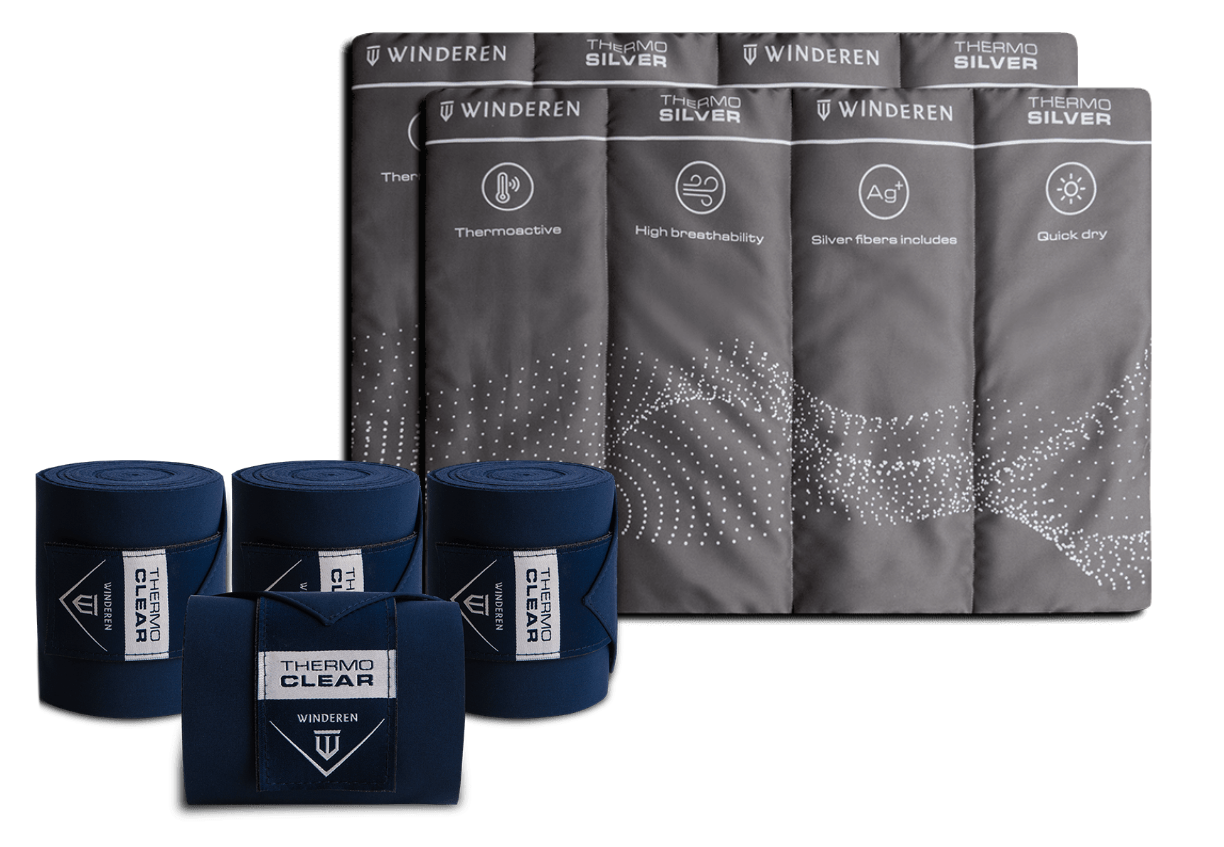 WINDEREN
THERMO
SILVER
WINDEREN
THERMO
SILVER
WINDEREN
THERMO
SILVER
WINDEREN
THERMO
SILVER
Ther
Thermoactive
High breathability
Ag+
Silver fibers includes
Quick dry
WINDEREN
THERMO
CLEAR
WINDEREN
THERMO
CLEAR
WINDEREN
THERMO
CLEAR
THERMO
CLEAR
WINDEREN